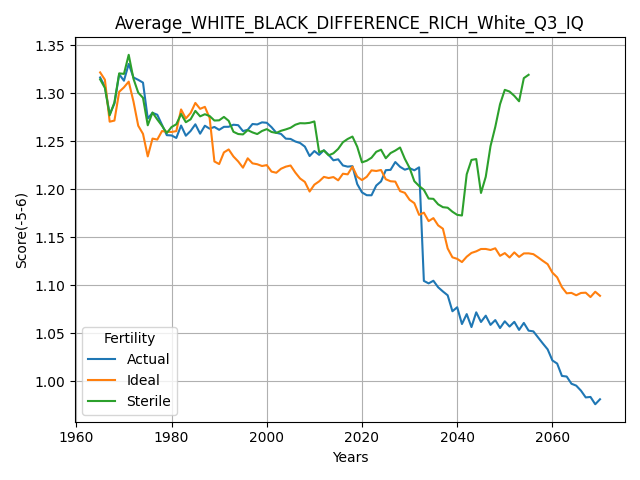 Average_WHITE_BLACK_DIFFERENCE_RICH_White_Q3_IQ
Score(-5-6)
1.35
1.30
1.25
1.20
1.15
1.10
1.05
1.00
Fertility
Actual
Ideal
Sterile
1960 1980 2000 2020 2040 2060
Years